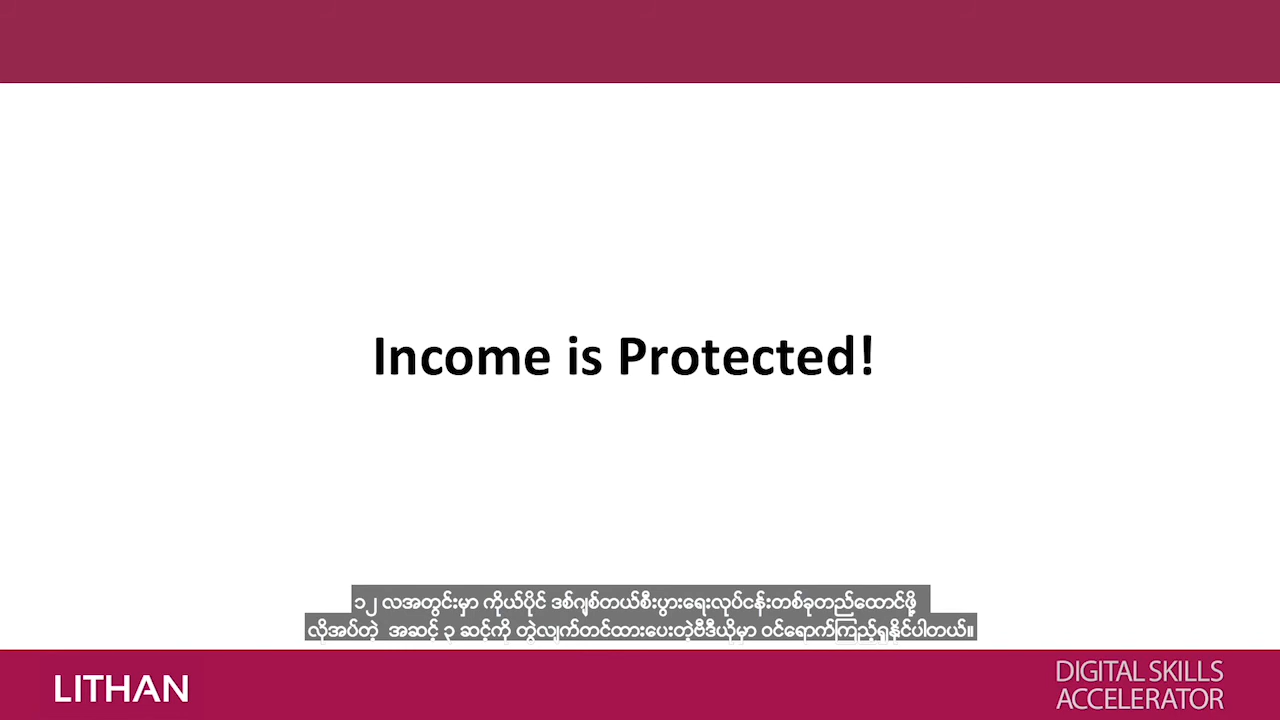 Income is Protected!
၁၂ လအတွင်းမှာ ကိုယ်ပိုင် ဒစ်ဂျစ်တယ်စီးပွားရေးလုပ်ငန်းတစ်ခုတည်ထောင်ဖို့
လိုအပ်တဲ့ အဆင့် ၃ ဆင့်ကို တွဲလျက်တင်ထားပေးတဲ့ဗီဒီယိုမှာ ဝင်ရောက်ကြည့်ရှုနိုင်ပါတယ်။
LITHAN
DIGITAL SKILLS
ACCELERATOR